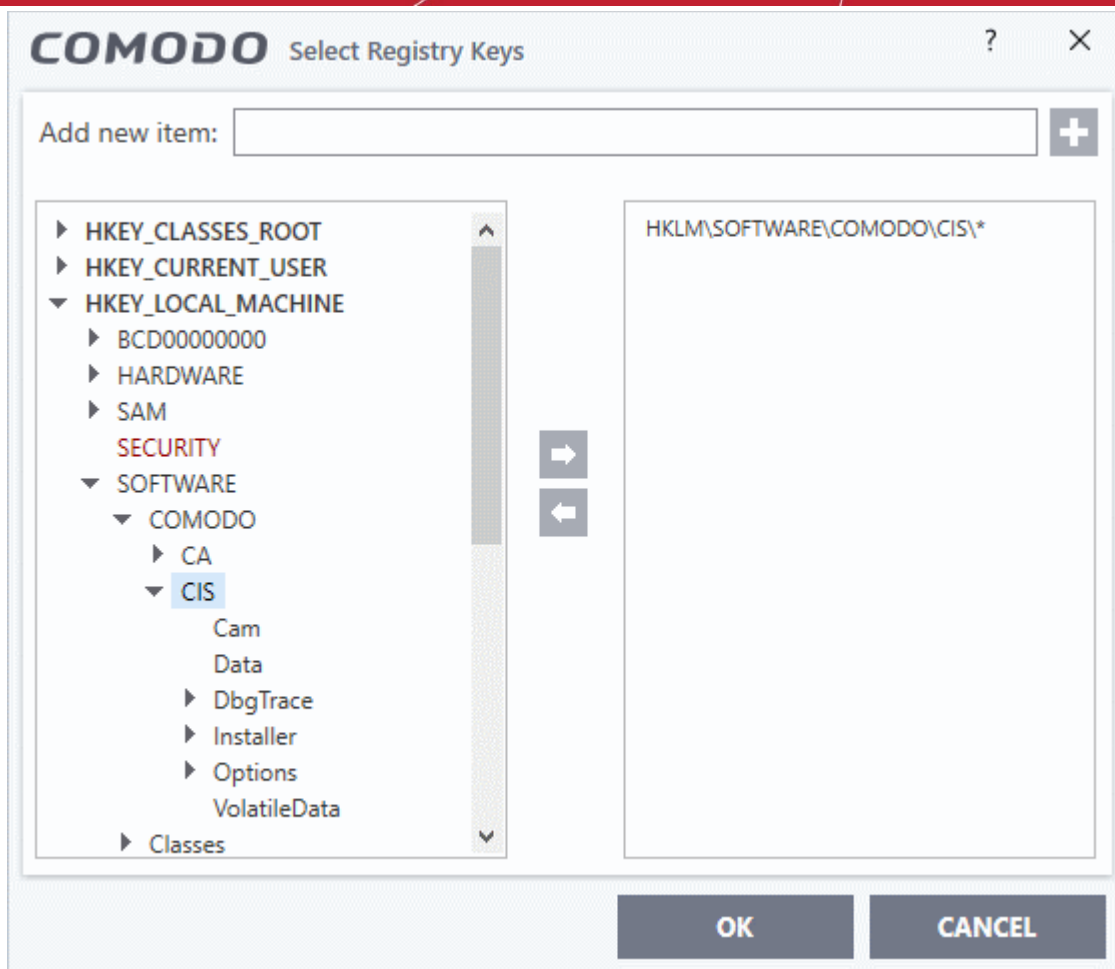 COMODO Select Registry Keys ? ×
Add new item:
HKEY_CLASSES_ROOT
HKEY_CURRENT_USER
HKEY_LOCAL_MACHINE
BCD00000000
HARDWARE
SAM
SECURITY
SOFTWARE
COMODO
CA
CIS
Cam
Data
DbgTrace
Installer
Options
VolatileData
Classes
HKLM\SOFTWARE\COMODO\CIS\*
OK CANCEL